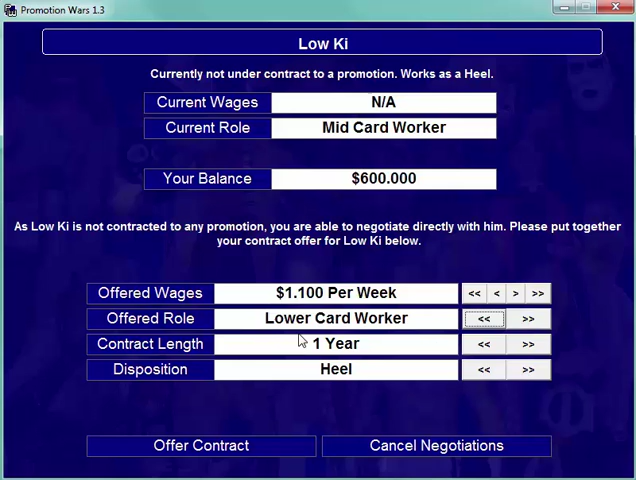 Promotion Wars 1.3
Low Ki
Currently not under contract to a promotion. Works as a Heel.
Current Wages N/A
Current Role Mid Card Worker
Your Balance $600.000
As Low Ki is not contracted to any promotion, you are able to negotiate directly with him. Please put together
your contract offer for Low Ki below.
Offered Wages $1.100 Per Week << < > >>
Offered Role Lower Card Worker << >>
Contract Length 1 Year << >>
Disposition Heel << >>
Offer Contract Cancel Negotiations